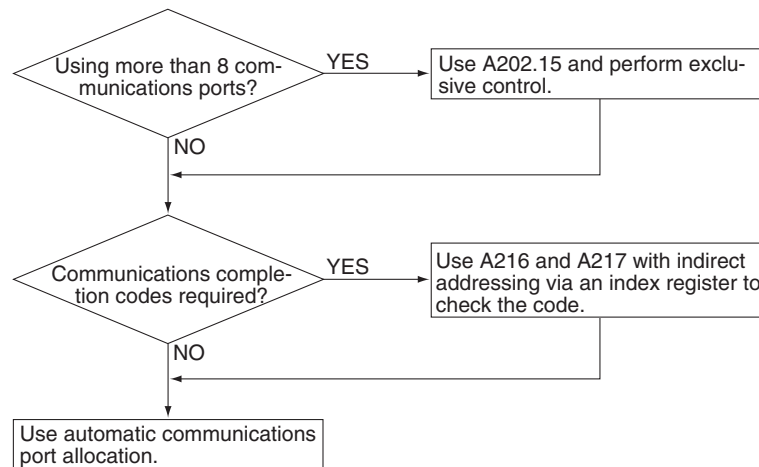 Using more than 8 com-
munications ports?
YES
Use A202.15 and perform exclu-
sive control.
NO
Communications comple-
tion codes required?
YES
Use A216 and A217 with indirect
addressing via an index register to
check the code.
NO
Use automatic communications
port allocation.